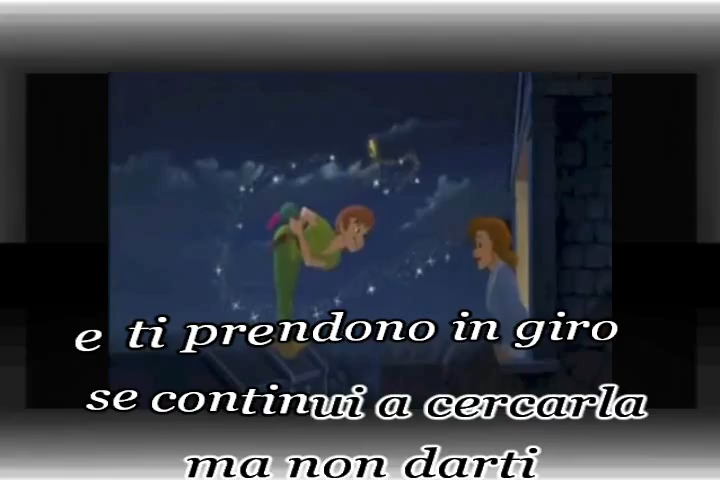 e ti prendono in giro
se continui a cercarla
ma non darti